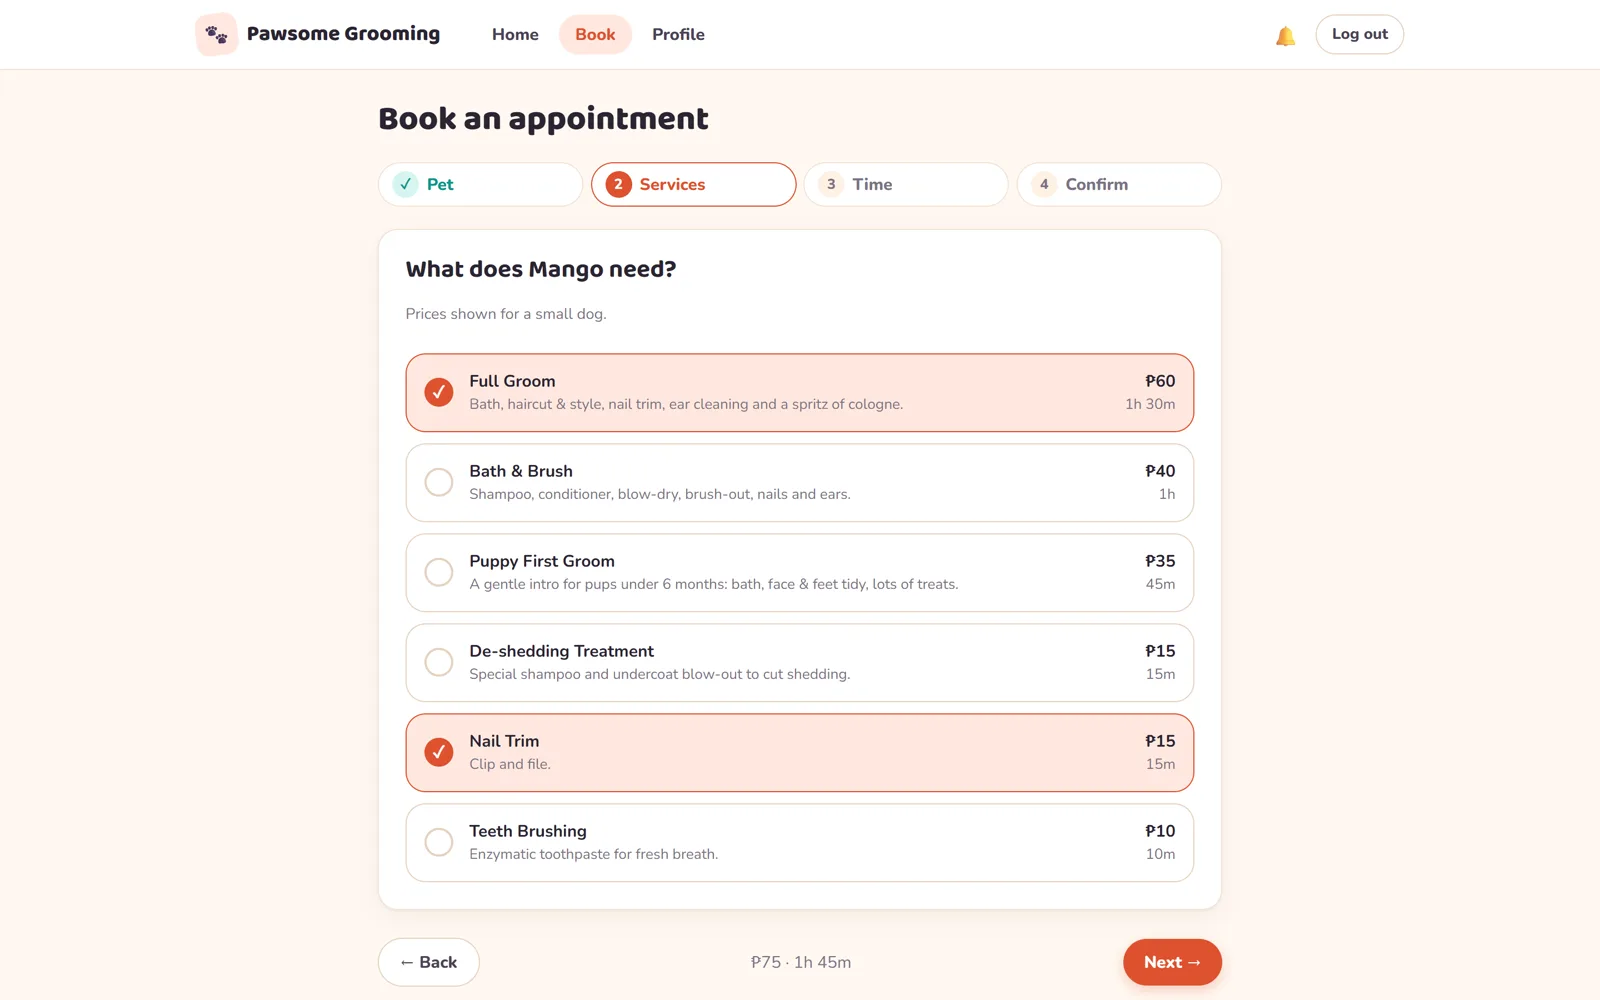 Pawsome Grooming
Home
Book
Profile
Log out
Book an appointment
✓ Pet
2 Services
3 Time
4 Confirm
What does Mango need?
Prices shown for a small dog.
Full Groom ₱60
Bath, haircut & style, nail trim, ear cleaning and a spritz of cologne. 1h 30m
Bath & Brush ₱40
Shampoo, conditioner, blow-dry, brush-out, nails and ears. 1h
Puppy First Groom ₱35
A gentle intro for pups under 6 months: bath, face & feet tidy, lots of treats. 45m
De-shedding Treatment ₱15
Special shampoo and undercoat blow-out to cut shedding. 15m
Nail Trim ₱15
Clip and file. 15m
Teeth Brushing ₱10
Enzymatic toothpaste for fresh breath. 10m
← Back
₱75 · 1h 45m
Next →